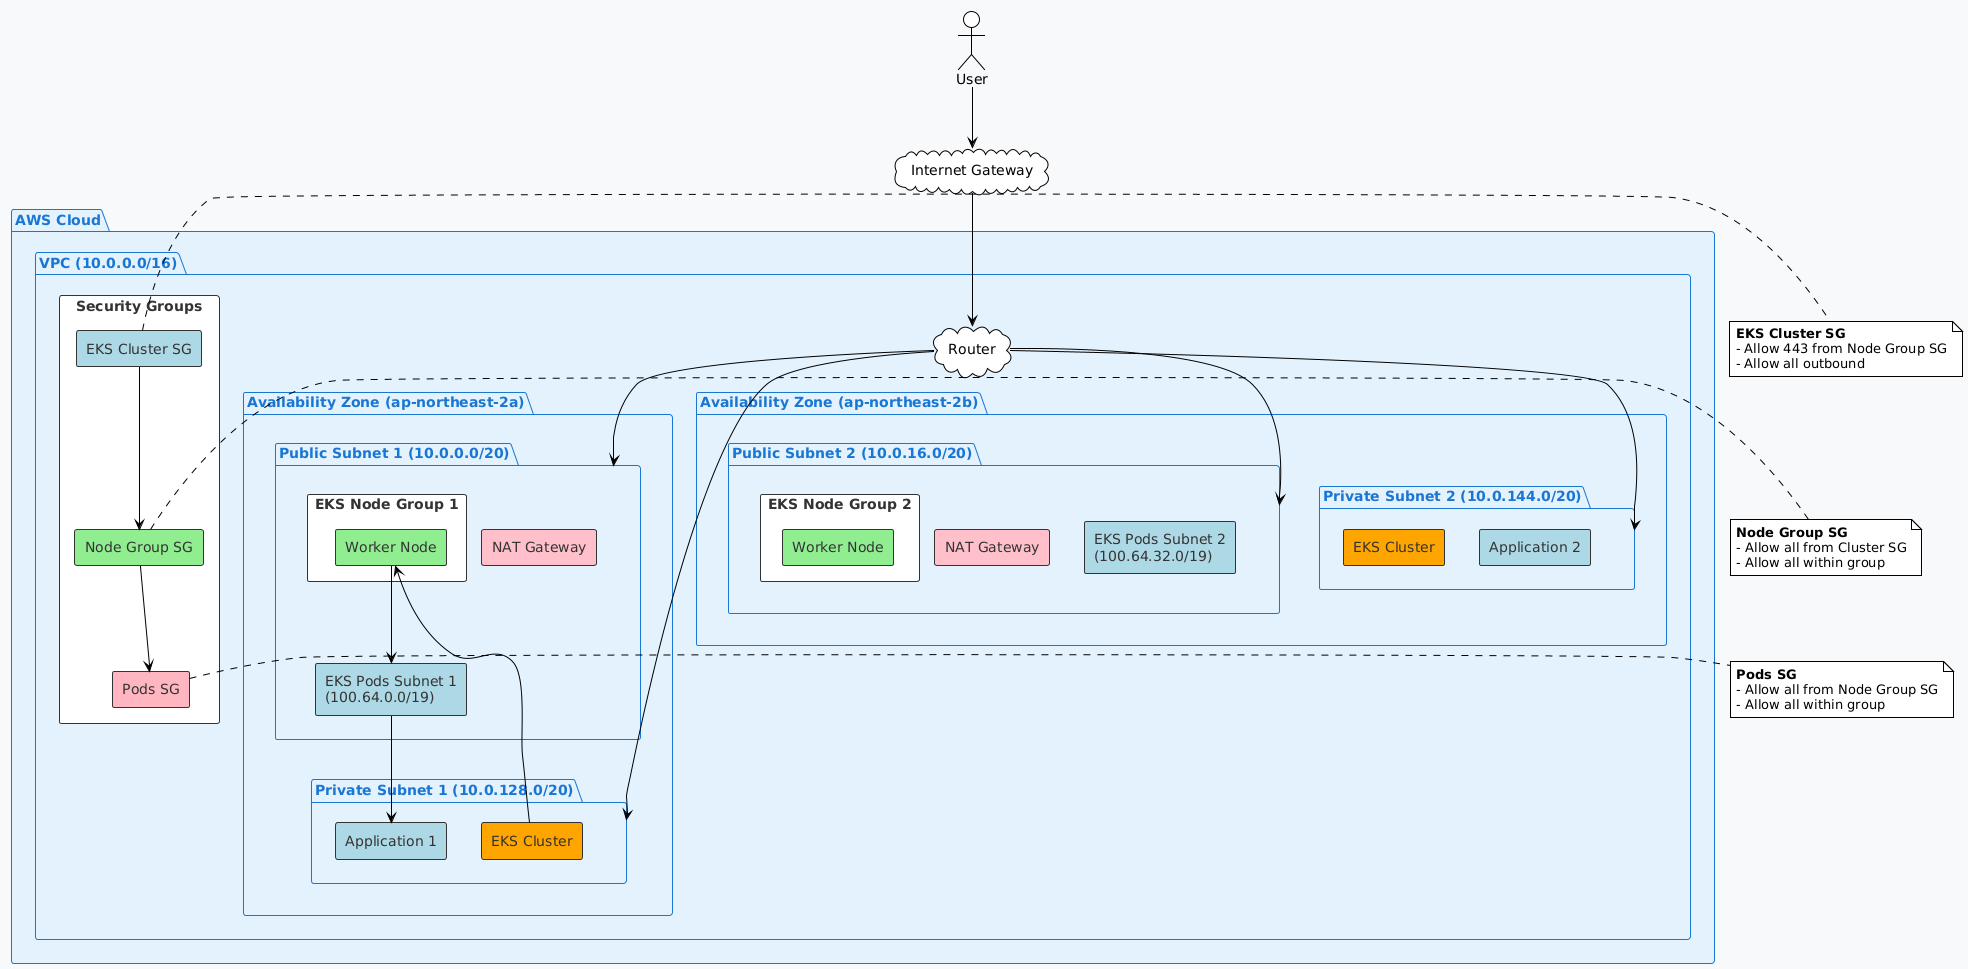 User
Internet Gateway
AWS Cloud
VPC (10.0.0.0/16)
Security Groups
EKS Cluster SG
Node Group SG
Pods SG
Router
Availability Zone (ap-northeast-2a)
Public Subnet 1 (10.0.0.0/20)
EKS Node Group 1
Worker Node
NAT Gateway
EKS Pods Subnet 1
(100.64.0.0/19)
Private Subnet 1 (10.0.128.0/20)
Application 1
EKS Cluster
Availability Zone (ap-northeast-2b)
Public Subnet 2 (10.0.16.0/20)
EKS Node Group 2
Worker Node
NAT Gateway
EKS Pods Subnet 2
(100.64.32.0/19)
Private Subnet 2 (10.0.144.0/20)
EKS Cluster
Application 2
EKS Cluster SG
- Allow 443 from Node Group SG
- Allow all outbound
Node Group SG
- Allow all from Cluster SG
- Allow all within group
Pods SG
- Allow all from Node Group SG
- Allow all within group